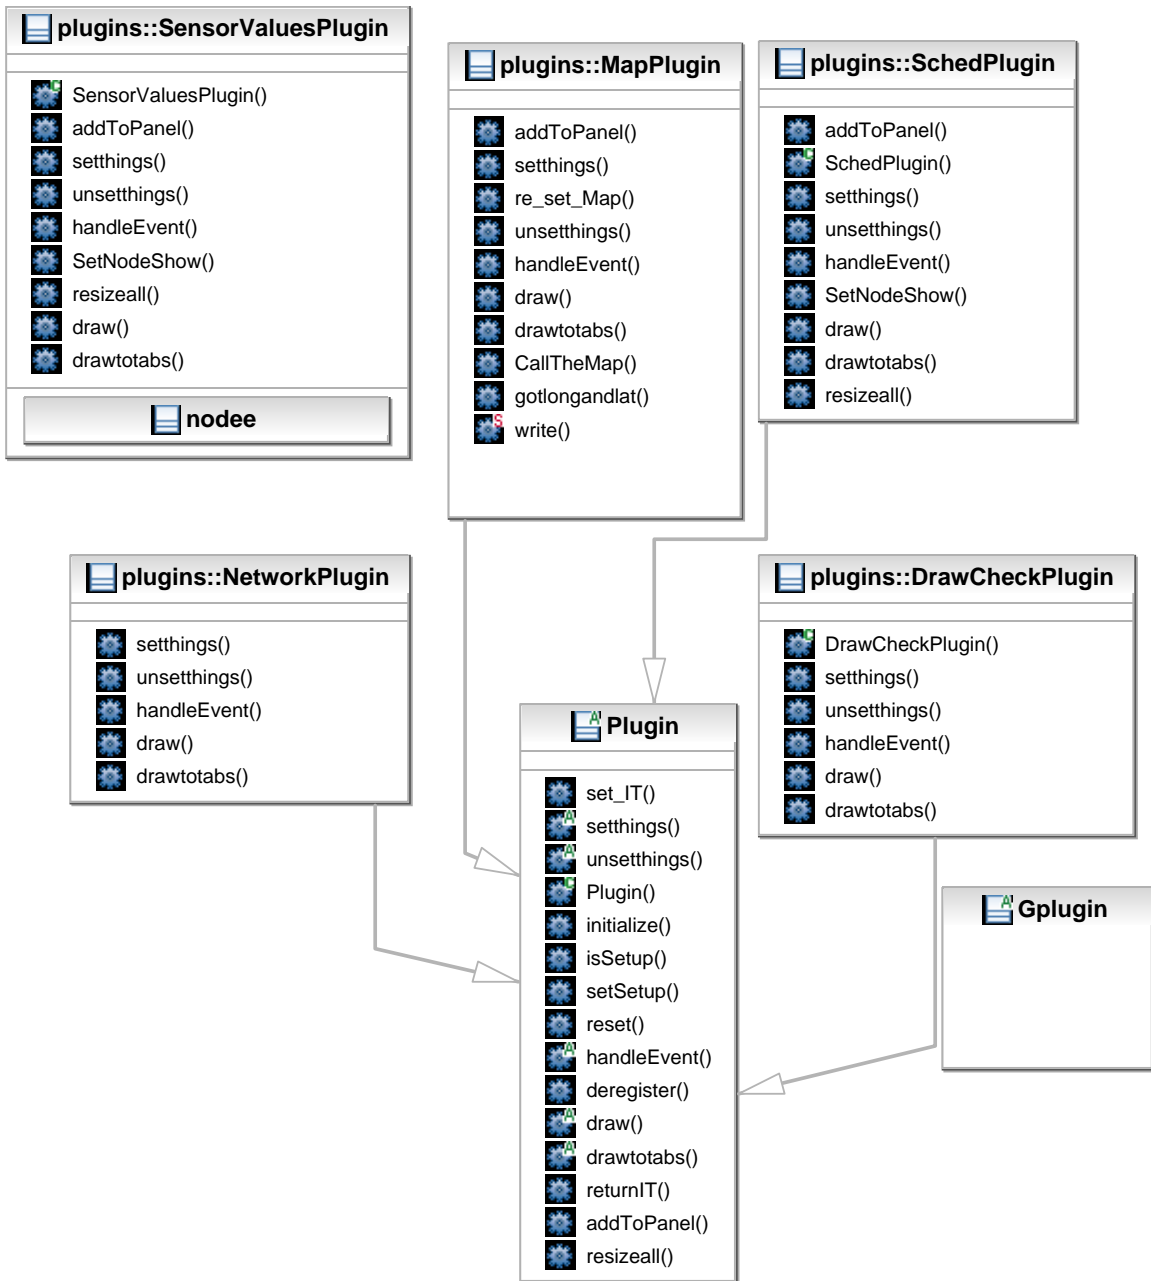 plugins::SensorValuesPlugin
SensorValuesPlugin()
addToPanel()
setthings()
unsetthings()
handleEvent()
SetNodeShow()
resizeall()
draw()
drawtotabs()
nodee
plugins::MapPlugin
addToPanel()
setthings()
re_set_Map()
unsetthings()
handleEvent()
draw()
drawtotabs()
CallTheMap()
gotlongandlat()
write()
plugins::SchedPlugin
addToPanel()
SchedPlugin()
setthings()
unsetthings()
handleEvent()
SetNodeShow()
draw()
drawtotabs()
resizeall()
plugins::NetworkPlugin
setthings()
unsetthings()
handleEvent()
draw()
drawtotabs()
Plugin
set_IT()
setthings()
unsetthings()
Plugin()
initialize()
isSetup()
setSetup()
reset()
handleEvent()
deregister()
draw()
drawtotabs()
returnIT()
addToPanel()
resizeall()
plugins::DrawCheckPlugin
DrawCheckPlugin()
setthings()
unsetthings()
handleEvent()
draw()
drawtotabs()
Gplugin